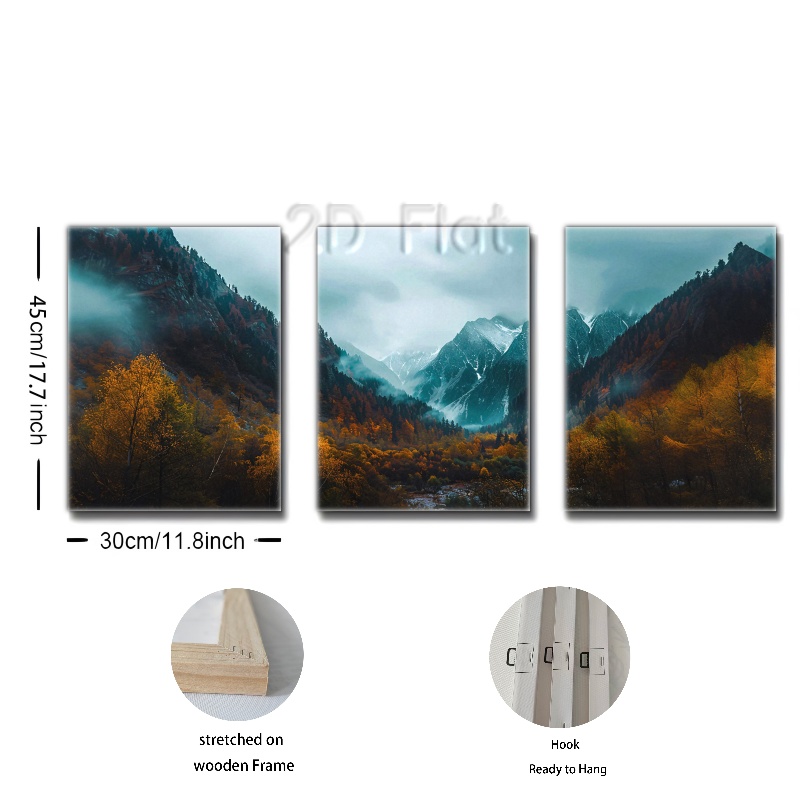 2D Flat
45cm/17.7inch
30cm/11.8inch
stretched on
wooden Frame
Hook
Ready to Hang